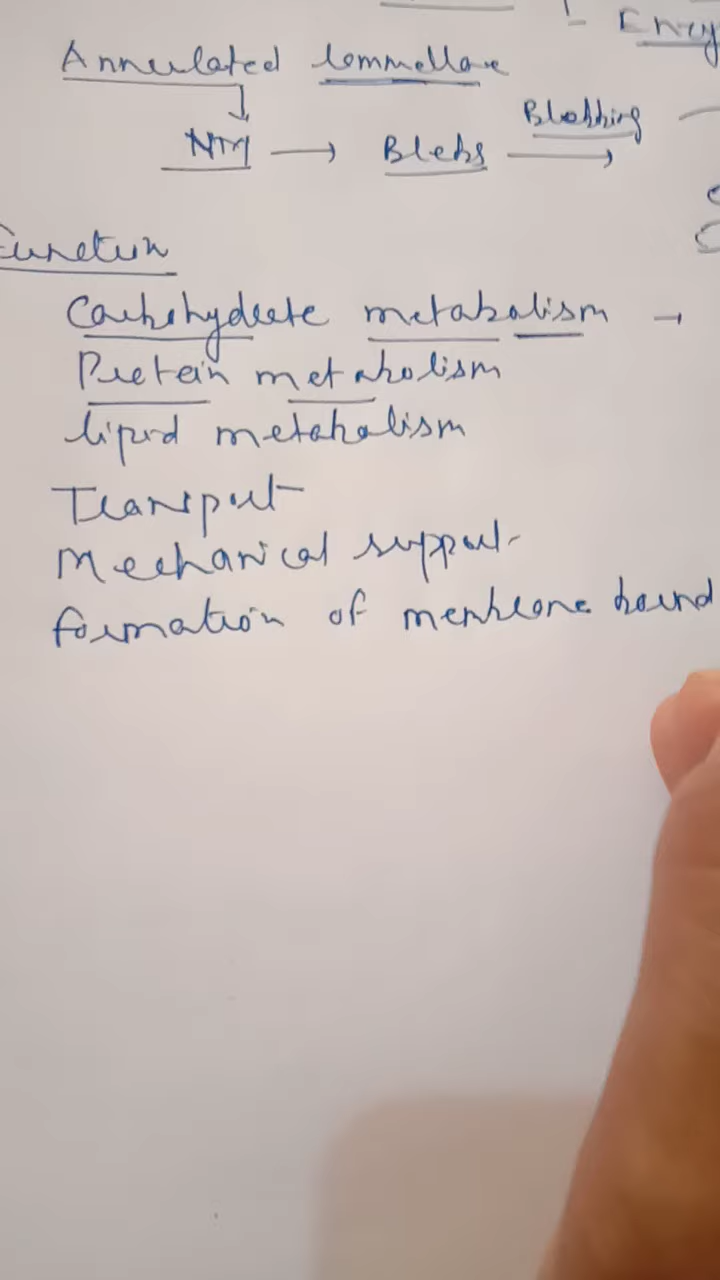 Enzy
Annulated lammellae
Blebbing
NM → Blebs →
Function
Carbohydrate metabolism →
Protein metabolism
lipid metabolism
Transport
Mechanical support
formation of membrane bound